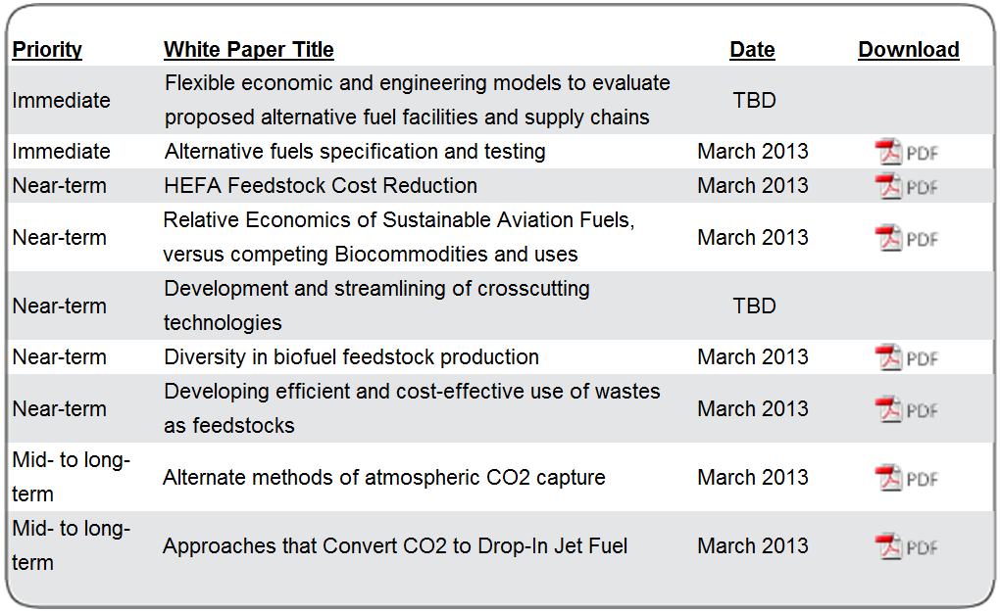 Priority White Paper Title Date Download
Flexible economic and engineering models to evaluate
Immediate TBD
proposed alternative fuel facilities and supply chains
Immediate Alternative fuels specification and testing March 2013 PDF
Near-term HEFA Feedstock Cost Reduction March 2013 PDF
Relative Economics of Sustainable Aviation Fuels,
Near-term March 2013 PDF
versus competing Biocommodities and uses
Development and streamlining of crosscutting
Near-term TBD
technologies
Near-term Diversity in biofuel feedstock production March 2013 PDF
Developing efficient and cost-effective use of wastes
Near-term March 2013 PDF
as feedstocks
Mid- to long-
Alternate methods of atmospheric CO2 capture March 2013 PDF
term
Mid- to long-
Approaches that Convert CO2 to Drop-In Jet Fuel March 2013 PDF
term